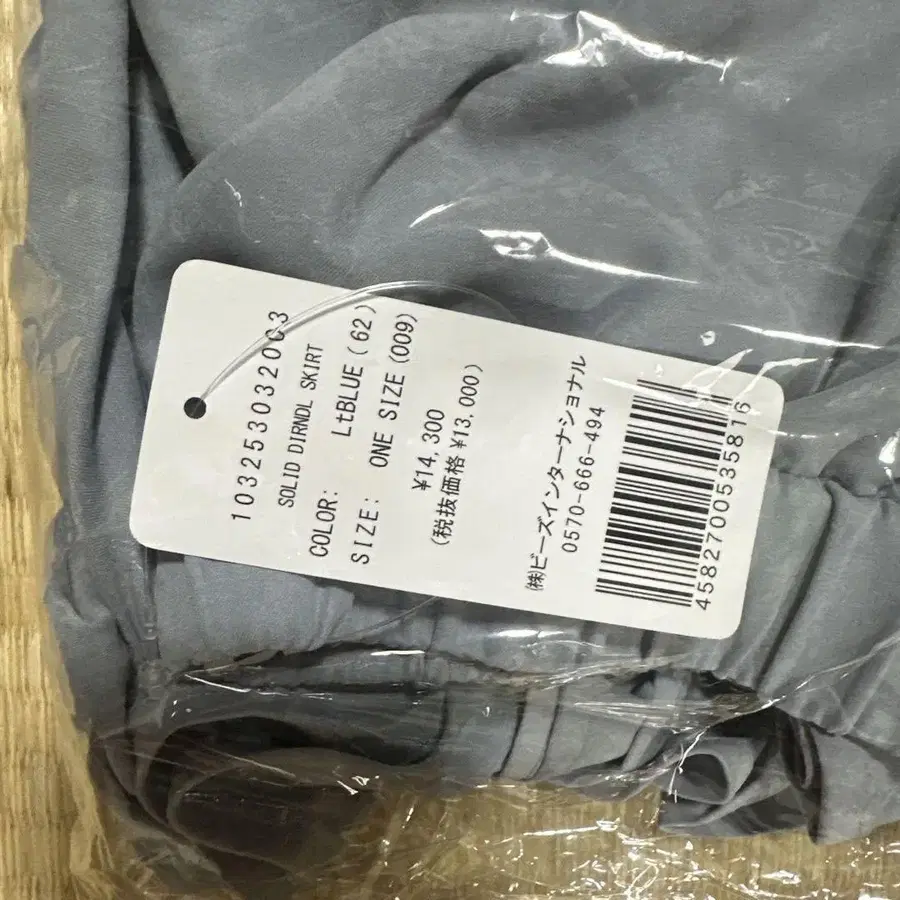 1032530320C3
SOLID DIRNDL SKIRT
COLOR: LtBLUE(62)
SIZE: ONE SIZE(009)
¥14,300
(税抜価格¥13,000)
(株)ビーズインターナショナル
0570-666-494
4582700535816